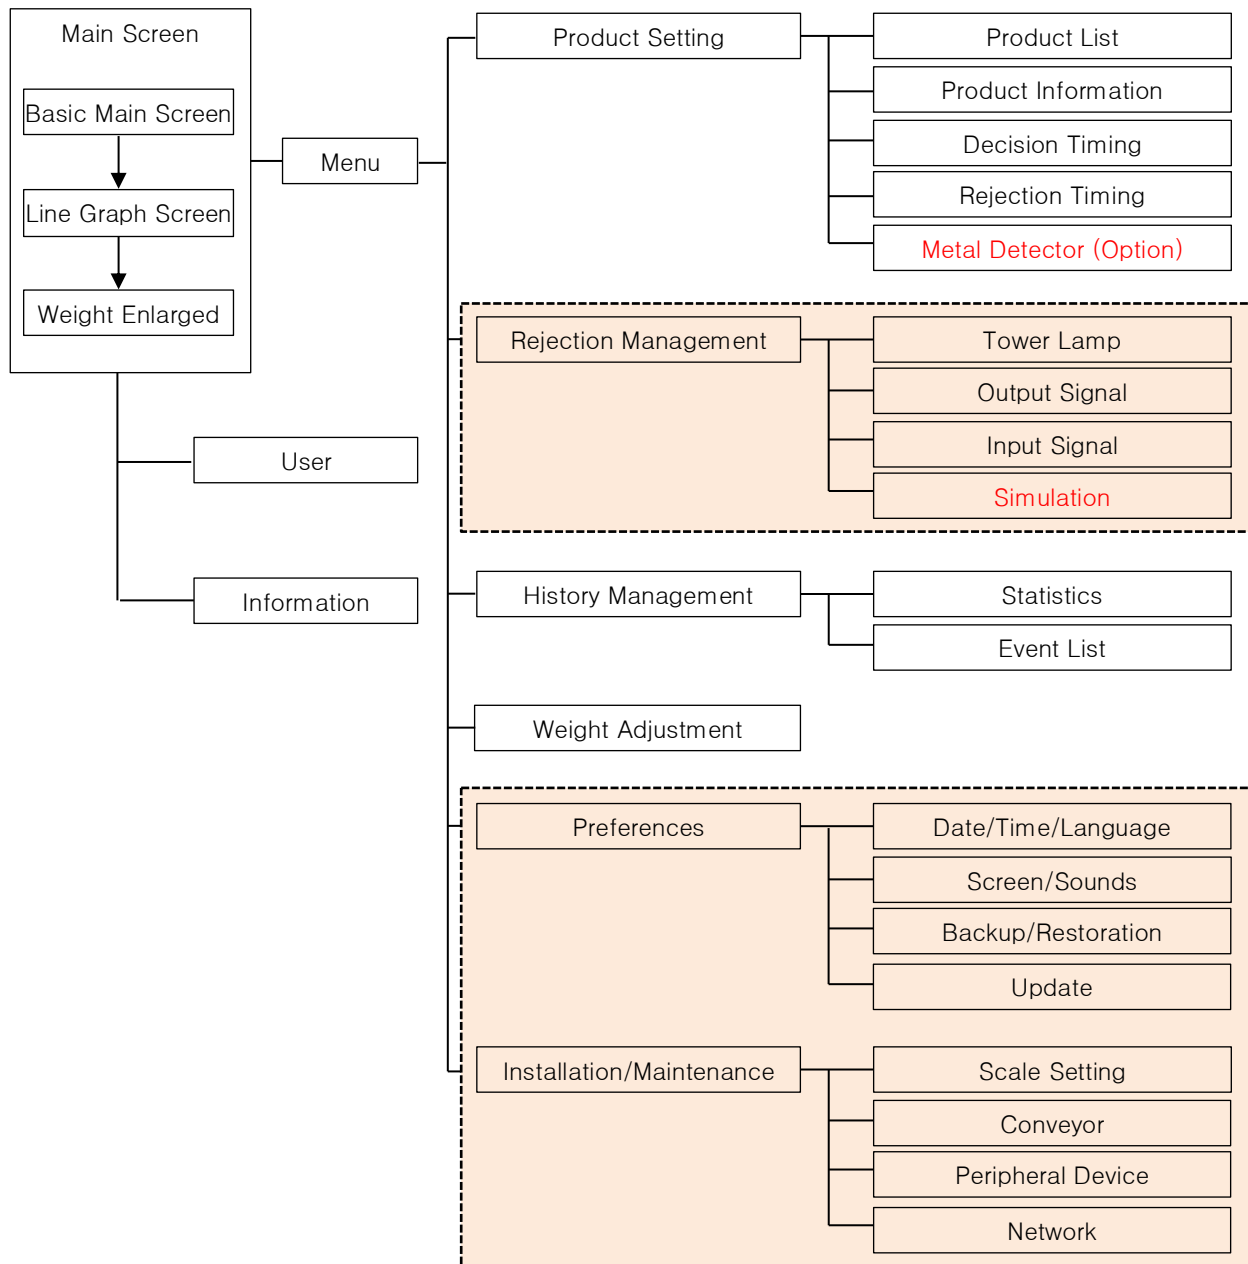 Main Screen
Basic Main Screen
Line Graph Screen
Weight Enlarged
Menu
User
Information
Product Setting
Product List
Product Information
Decision Timing
Rejection Timing
Metal Detector (Option)
Rejection Management
Tower Lamp
Output Signal
Input Signal
Simulation
History Management
Statistics
Event List
Weight Adjustment
Preferences
Date/Time/Language
Screen/Sounds
Backup/Restoration
Update
Installation/Maintenance
Scale Setting
Conveyor
Peripheral Device
Network